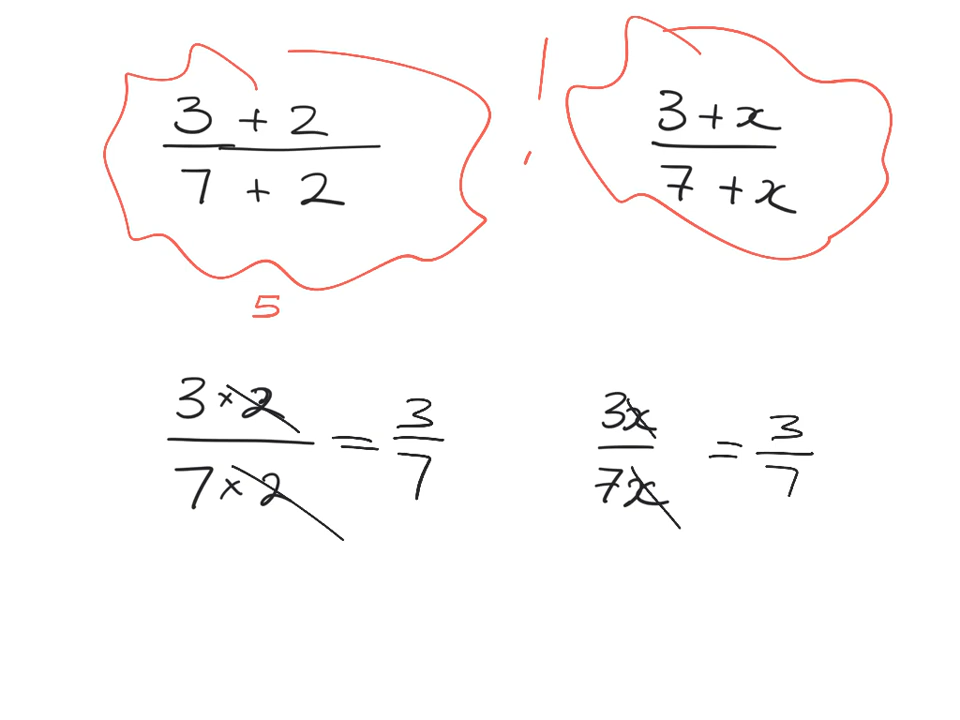 3 + 2 / 7 + 2 ! 3 + x / 7 + x
5
3 × 2 / 7 × 2 = 3 / 7
3x / 7x = 3 / 7